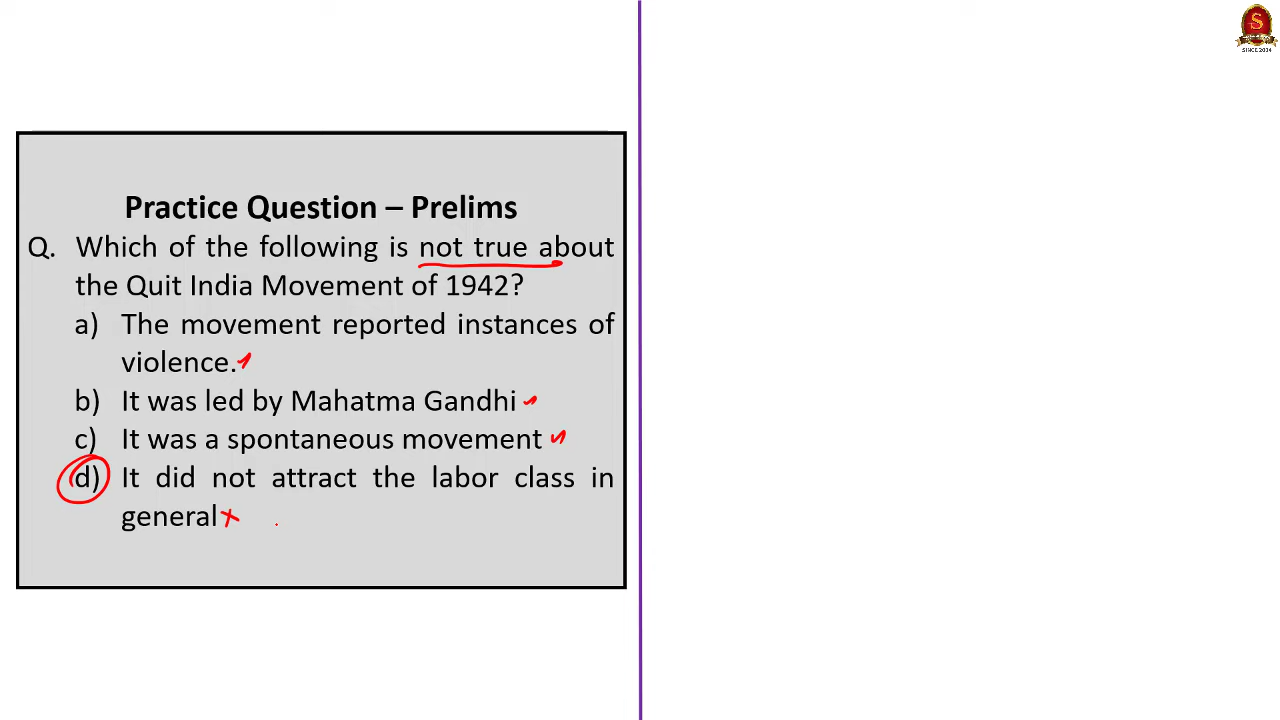 S
SINCE 2004
Practice Question – Prelims
Q. Which of the following is not true about
the Quit India Movement of 1942?
a) The movement reported instances of
violence.
b) It was led by Mahatma Gandhi
c) It was a spontaneous movement
d) It did not attract the labor class in
general